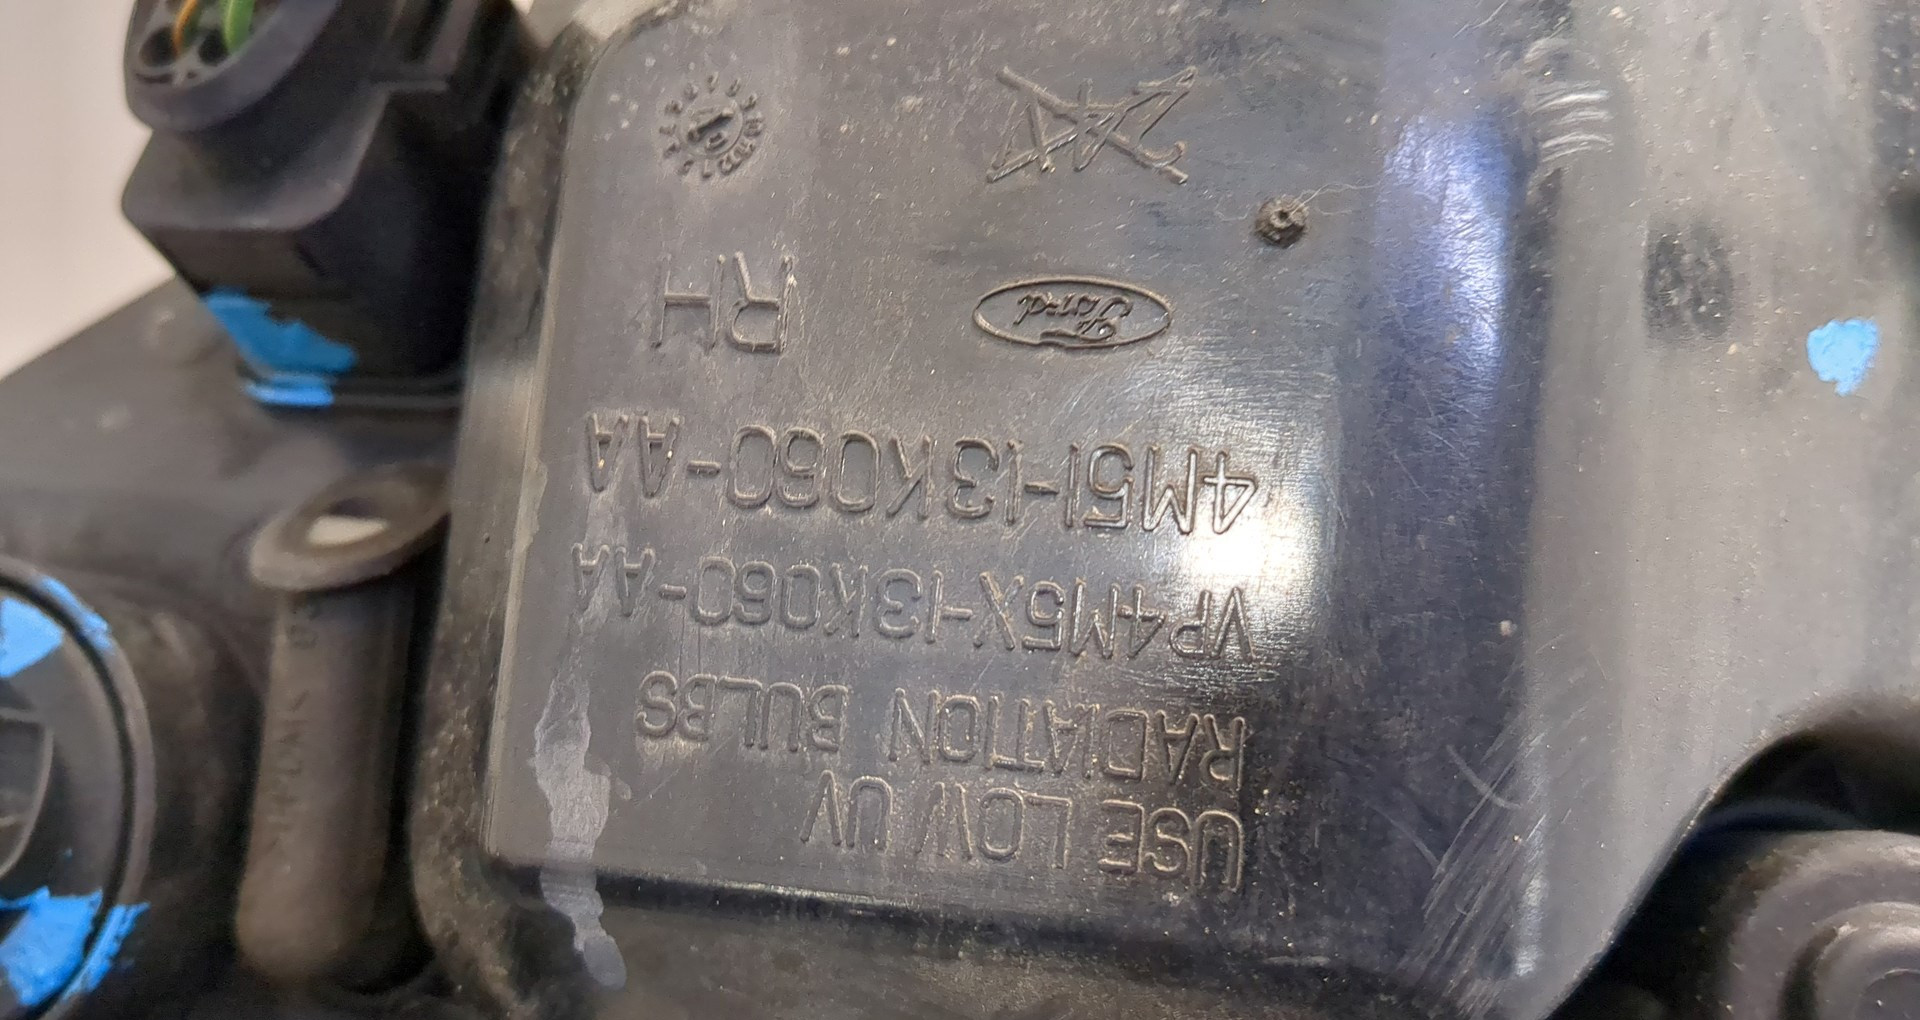 USE LOW UV
RADIATION BULBS
VP4M5X-13K060-AA
4M51-13K060-AA
Ford RH